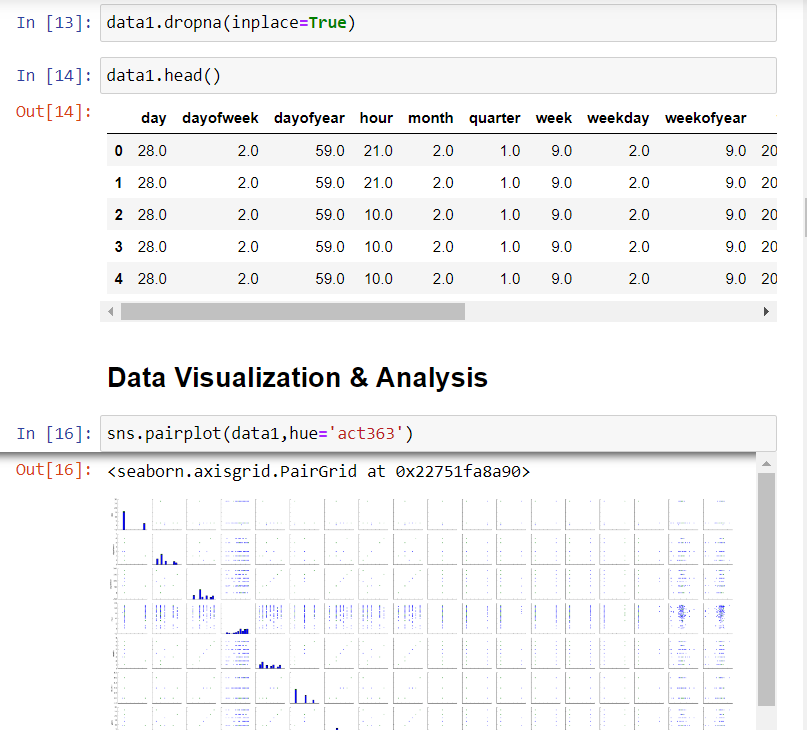 In [13]: data1.dropna(inplace=True)
In [14]: data1.head()
Out[14]:
day dayofweek dayofyear hour month quarter week weekday weekofyear
0 28.0 2.0 59.0 21.0 2.0 1.0 9.0 2.0 9.0 20
1 28.0 2.0 59.0 21.0 2.0 1.0 9.0 2.0 9.0 20
2 28.0 2.0 59.0 10.0 2.0 1.0 9.0 2.0 9.0 20
3 28.0 2.0 59.0 10.0 2.0 1.0 9.0 2.0 9.0 20
4 28.0 2.0 59.0 10.0 2.0 1.0 9.0 2.0 9.0 20
Data Visualization & Analysis
In [16]: sns.pairplot(data1,hue='act363')
Out[16]: <seaborn.axisgrid.PairGrid at 0x22751fa8a90>